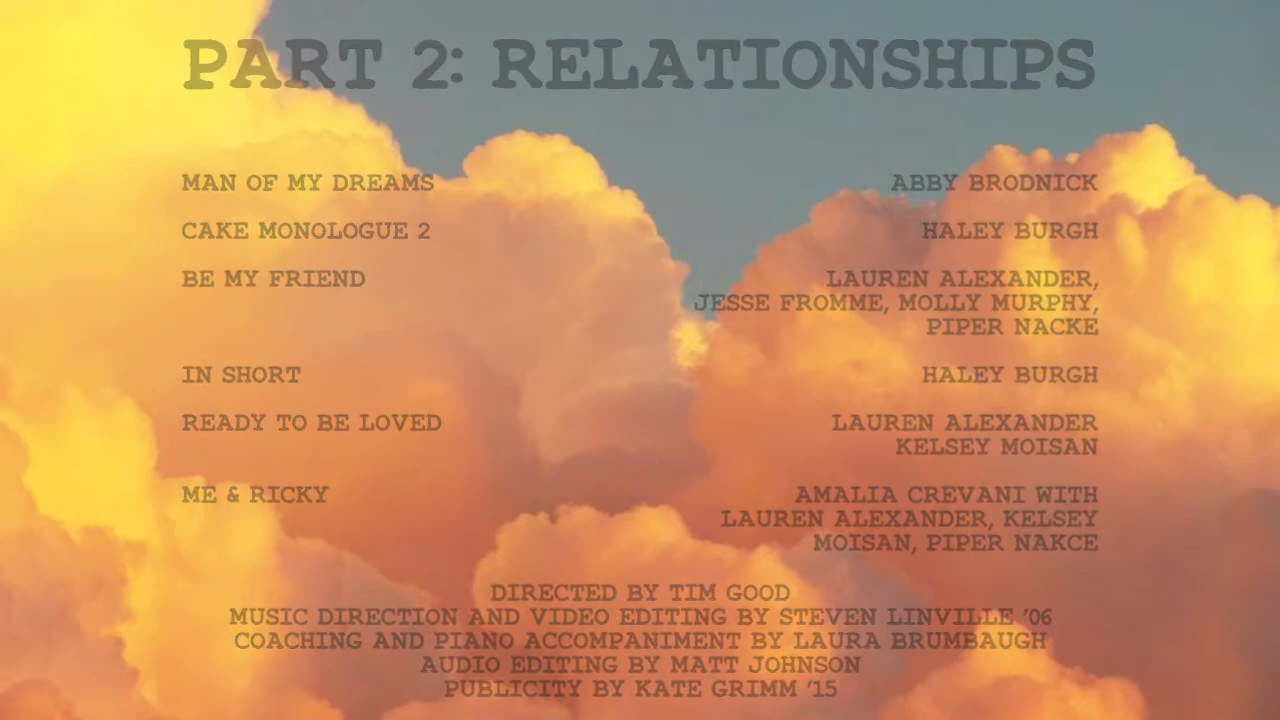 PART 2: RELATIONSHIPS
MAN OF MY DREAMS ABBY BRODNICK
CAKE MONOLOGUE 2 HALEY BURGH
BE MY FRIEND LAUREN ALEXANDER,
JESSE FROMME, MOLLY MURPHY,
PIPER NACKE
IN SHORT HALEY BURGH
READY TO BE LOVED LAUREN ALEXANDER
KELSEY MOISAN
ME & RICKY AMALIA CREVANI WITH
LAUREN ALEXANDER, KELSEY
MOISAN, PIPER NAKCE
DIRECTED BY TIM GOOD
MUSIC DIRECTION AND VIDEO EDITING BY STEVEN LINVILLE '06
COACHING AND PIANO ACCOMPANIMENT BY LAURA BRUMBAUGH
AUDIO EDITING BY MATT JOHNSON
PUBLICITY BY KATE GRIMM '15